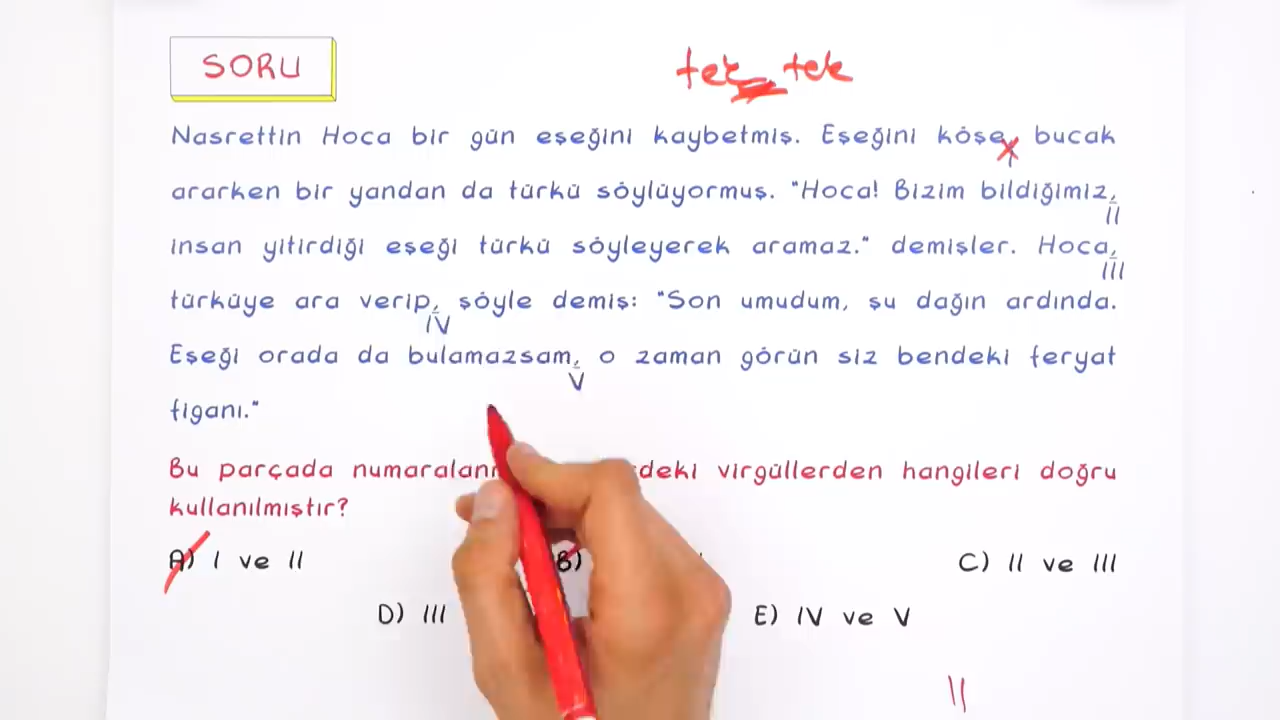 SORU
tek tek
Nasrettin Hoca bir gün eşeğini kaybetmiş. Eşeğini köşe, bucak
I
ararken bir yandan da türkü söylüyormuş. "Hoca! Bizim bildiğimiz,
II
insan yitirdiği eşeği türkü söyleyerek aramaz." demişler. Hoca,
III
türküye ara verip, şöyle demiş: "Son umudum, şu dağın ardında.
IV
Eşeği orada da bulamazsam, o zaman görün siz bendeki feryat
V
figanı."
Bu parçada virgüllerden hangileri doğru
kullanılmıştır?
A) I ve II
B)
C) II ve III
D) III
E) IV ve V
II